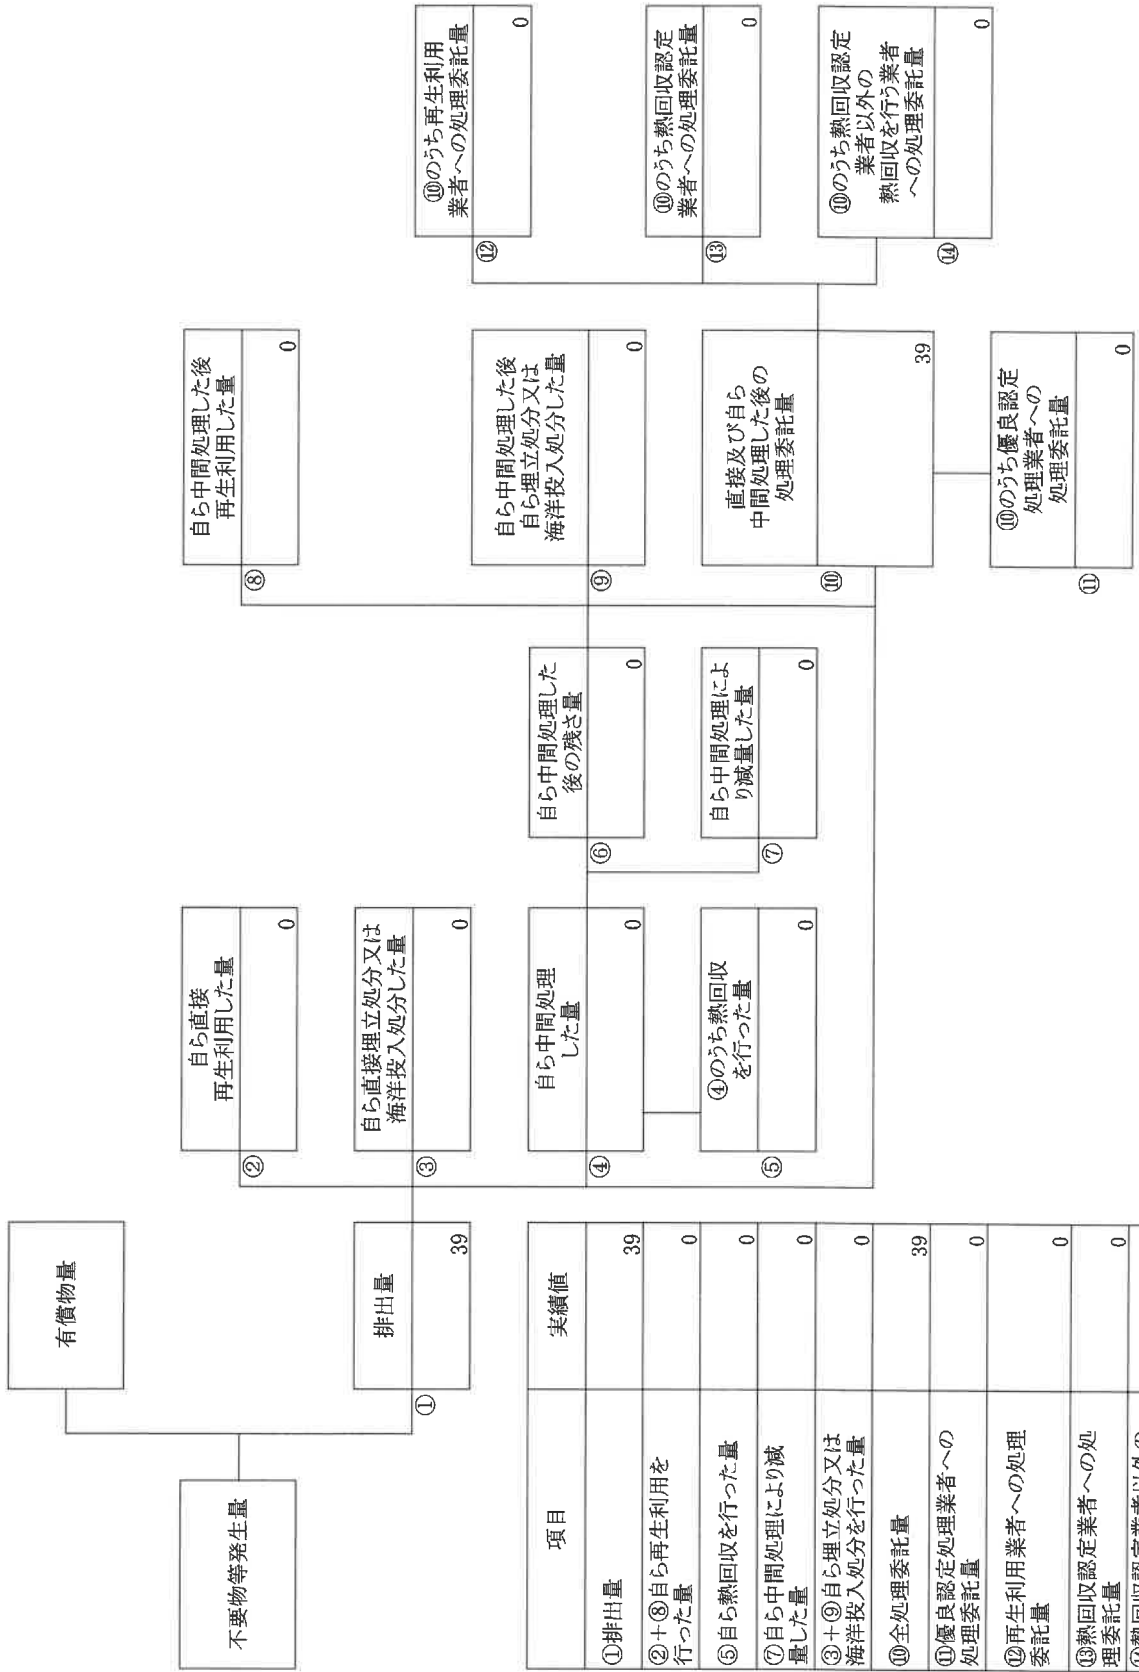 不要物等発生量
有償物量
排出量
①
39
自ら直接
再生利用した量
②
0
自ら直接埋立処分又は
海洋投入処分した量
③
0
自ら中間処理
した量
④
0
④のうち熱回収
を行った量
⑤
0
自ら中間処理した
後の残さ量
⑥
0
自ら中間処理によ
り減量した量
⑦
0
自ら中間処理した後
再生利用した量
⑧
0
自ら中間処理した後
自ら埋立処分又は
海洋投入処分した量
⑨
0
直接及び自ら
中間処理した後の
処理委託量
⑩
39
⑩のうち優良認定
処理業者への
処理委託量
⑪
0
⑩のうち再生利用
業者への処理委託量
⑫
0
⑩のうち熱回収認定
業者への処理委託量
⑬
0
⑩のうち熱回収認定
業者以外の
熱回収を行う業者
への処理委託量
⑭
0
項目
実績値
①排出量
39
②+⑧自ら再生利用を
行った量
0
⑤自ら熱回収を行った量
0
⑦自ら中間処理により減
量した量
0
③+⑨自ら埋立処分又は
海洋投入処分を行った量
0
⑩全処理委託量
39
⑪優良認定処理業者への
処理委託量
0
⑫再生利用業者への処理
委託量
0
⑬熱回収認定業者への処
理委託量
0